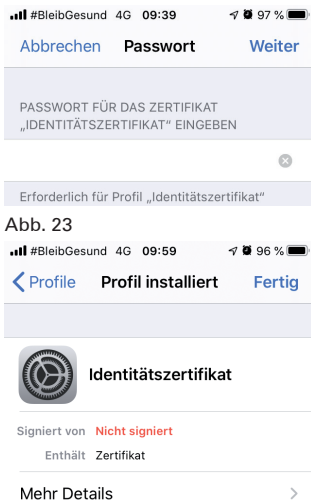 #BleibGesund 4G 09:39 97 %
Abbrechen Passwort Weiter
PASSWORT FÜR DAS ZERTIFIKAT
„IDENTITÄTSZERTIFIKAT“ EINGEBEN
Erforderlich für Profil „Identitätszertifikat“
Abb. 23
#BleibGesund 4G 09:59 96 %
Profile Profil installiert Fertig
Identitätszertifikat
Signiert von Nicht signiert
Enthält Zertifikat
Mehr Details